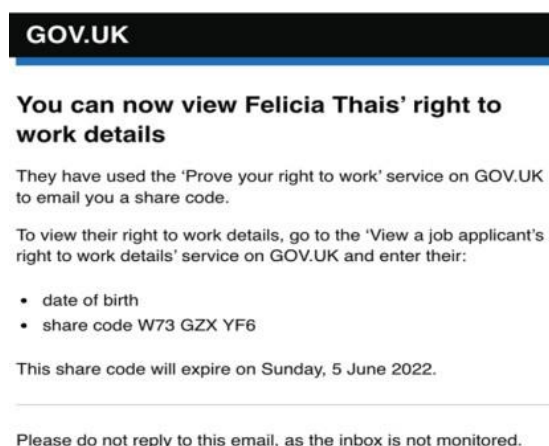 GOV.UK
You can now view Felicia Thais' right to
work details
They have used the 'Prove your right to work' service on GOV.UK
to email you a share code.
To view their right to work details, go to the 'View a job applicant's
right to work details' service on GOV.UK and enter their:
• date of birth
• share code W73 GZX YF6
This share code will expire on Sunday, 5 June 2022.
Please do not reply to this email, as the inbox is not monitored.